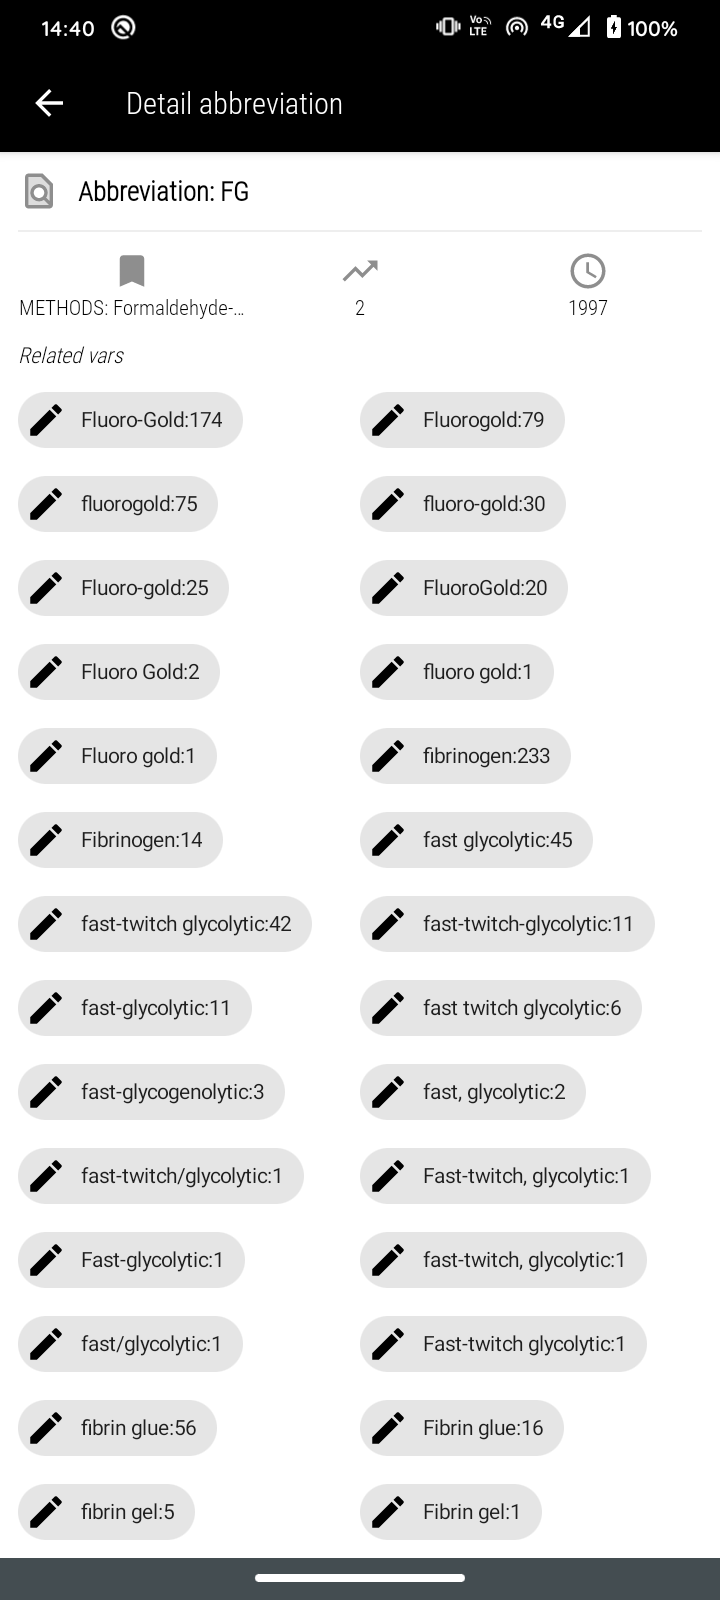 14:40 Vo LTE 4G 100%
Detail abbreviation
Abbreviation: FG
METHODS: Formaldehyde-... 2 1997
Related vars
Fluoro-Gold:174 Fluorogold:79
fluorogold:75 fluoro-gold:30
Fluoro-gold:25 FluoroGold:20
Fluoro Gold:2 fluoro gold:1
Fluoro gold:1 fibrinogen:233
Fibrinogen:14 fast glycolytic:45
fast-twitch glycolytic:42 fast-twitch-glycolytic:11
fast-glycolytic:11 fast twitch glycolytic:6
fast-glycogenolytic:3 fast, glycolytic:2
fast-twitch/glycolytic:1 Fast-twitch, glycolytic:1
Fast-glycolytic:1 fast-twitch, glycolytic:1
fast/glycolytic:1 Fast-twitch glycolytic:1
fibrin glue:56 Fibrin glue:16
fibrin gel:5 Fibrin gel:1